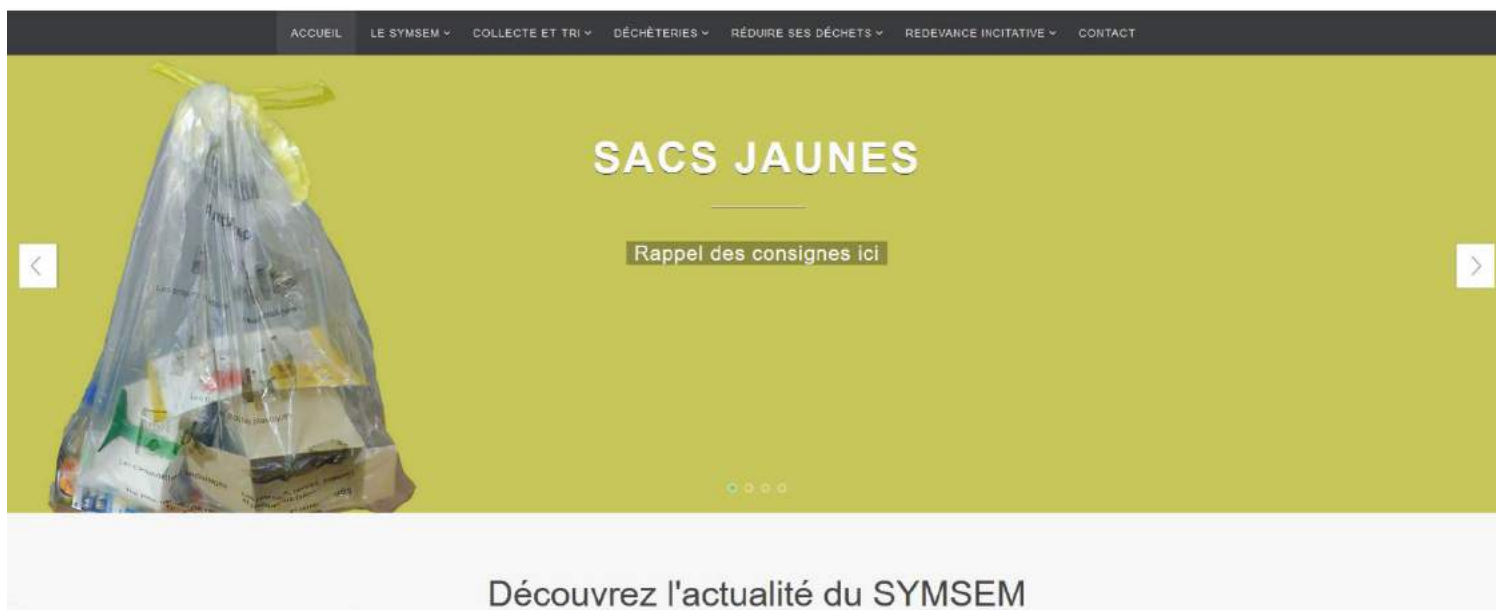 ACCUEIL LE SYMSEM COLLECTE ET TRI DÉCHÈTERIES RÉDUIRE SES DÉCHETS REDEVANCE INCITATIVE CONTACT
SACS JAUNES
Rappel des consignes ici
Découvrez l'actualité du SYMSEM